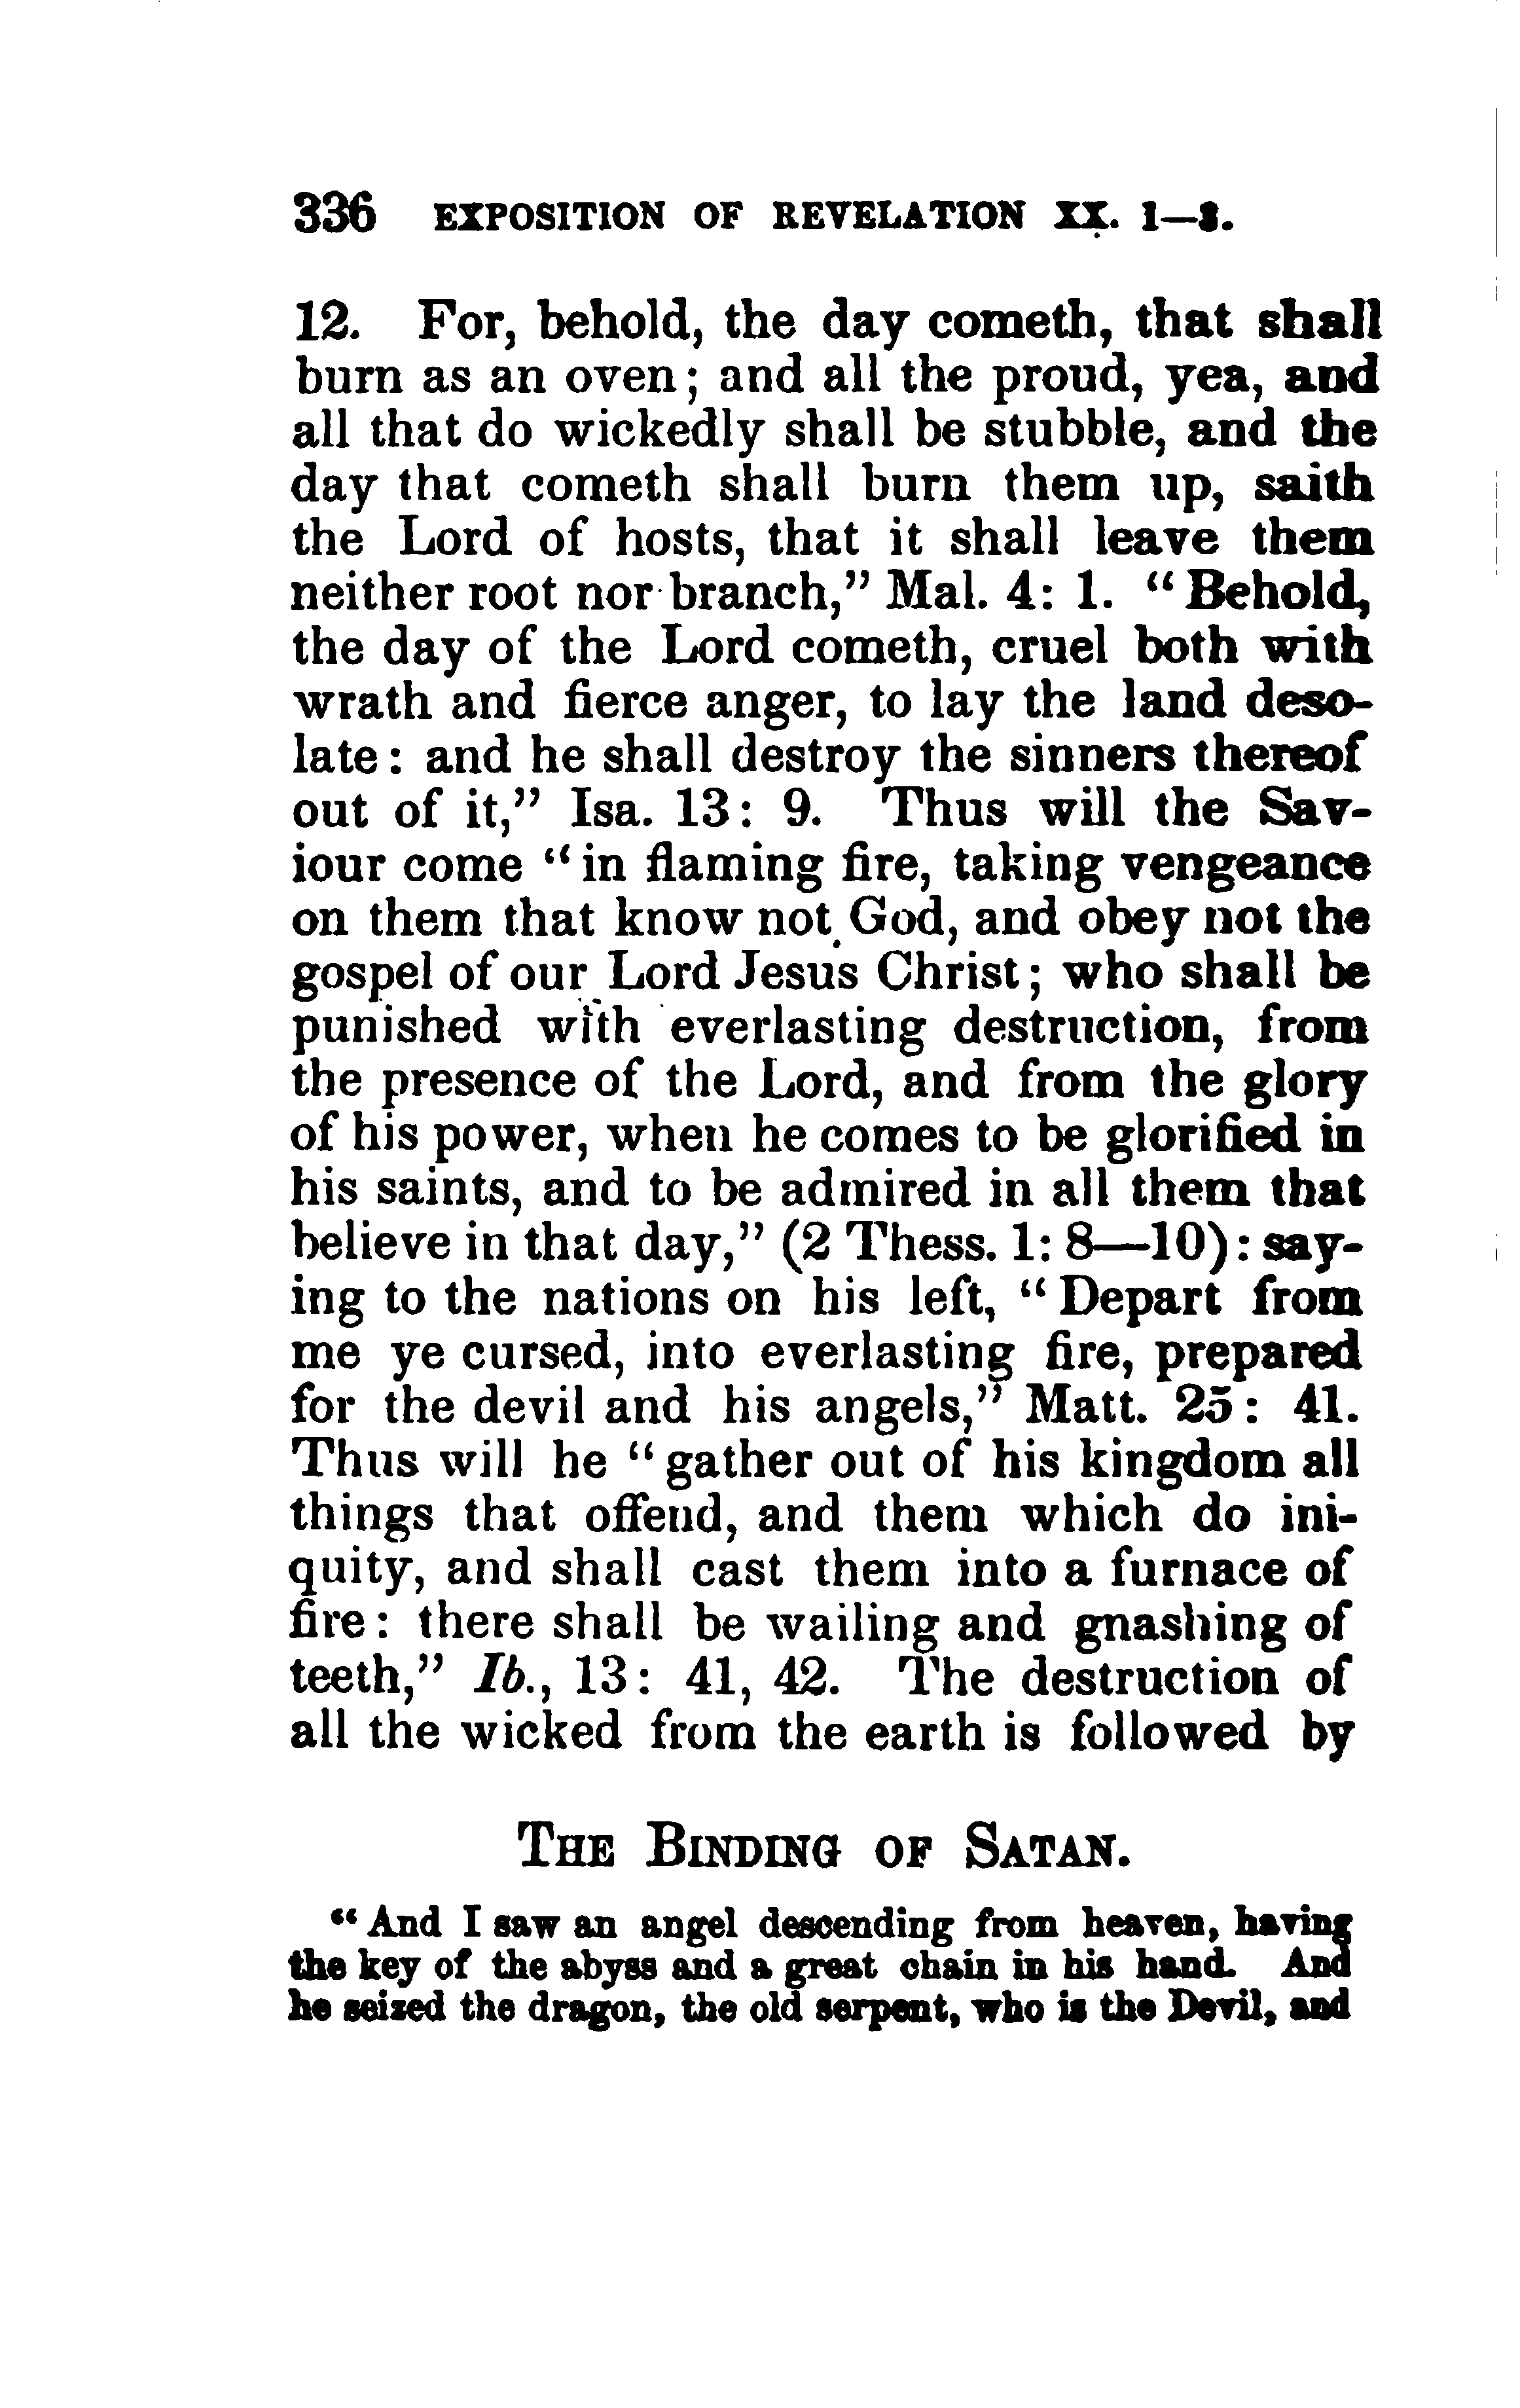 336 EXPOSITION OF REVELATION XX. 1—3.
12. For, behold, the day cometh, that shall
burn as an oven; and all the proud, yea, and
all that do wickedly shall be stubble, and the
day that cometh shall burn them up, saith
the Lord of hosts, that it shall leave them
neither root nor branch,” Mal. 4: 1. “Behold,
the day of the Lord cometh, cruel both with
wrath and fierce anger, to lay the land deso-
late: and he shall destroy the sinners thereof
out of it,” Isa. 13: 9. Thus will the Sav-
iour come “in flaming fire, taking vengeance
on them that know not God, and obey not the
gospel of our Lord Jesus Christ; who shall be
punished with everlasting destruction, from
the presence of the Lord, and from the glory
of his power, when he comes to be glorified in
his saints, and to be admired in all them that
believe in that day,” (2 Thess. 1: 8—10): say-
ing to the nations on his left, “Depart from
me ye cursed, into everlasting fire, prepared
for the devil and his angels,” Matt. 25: 41.
Thus will he “gather out of his kingdom all
things that offend, and them which do ini-
quity, and shall cast them into a furnace of
fire: there shall be wailing and gnashing of
teeth,” Ib., 13: 41, 42. The destruction of
all the wicked from the earth is followed by
THE BINDING OF SATAN.
“And I saw an angel descending from heaven, having
the key of the abyss and a great chain in his hand. And
he seized the dragon, the old serpent, who is the Devil, and